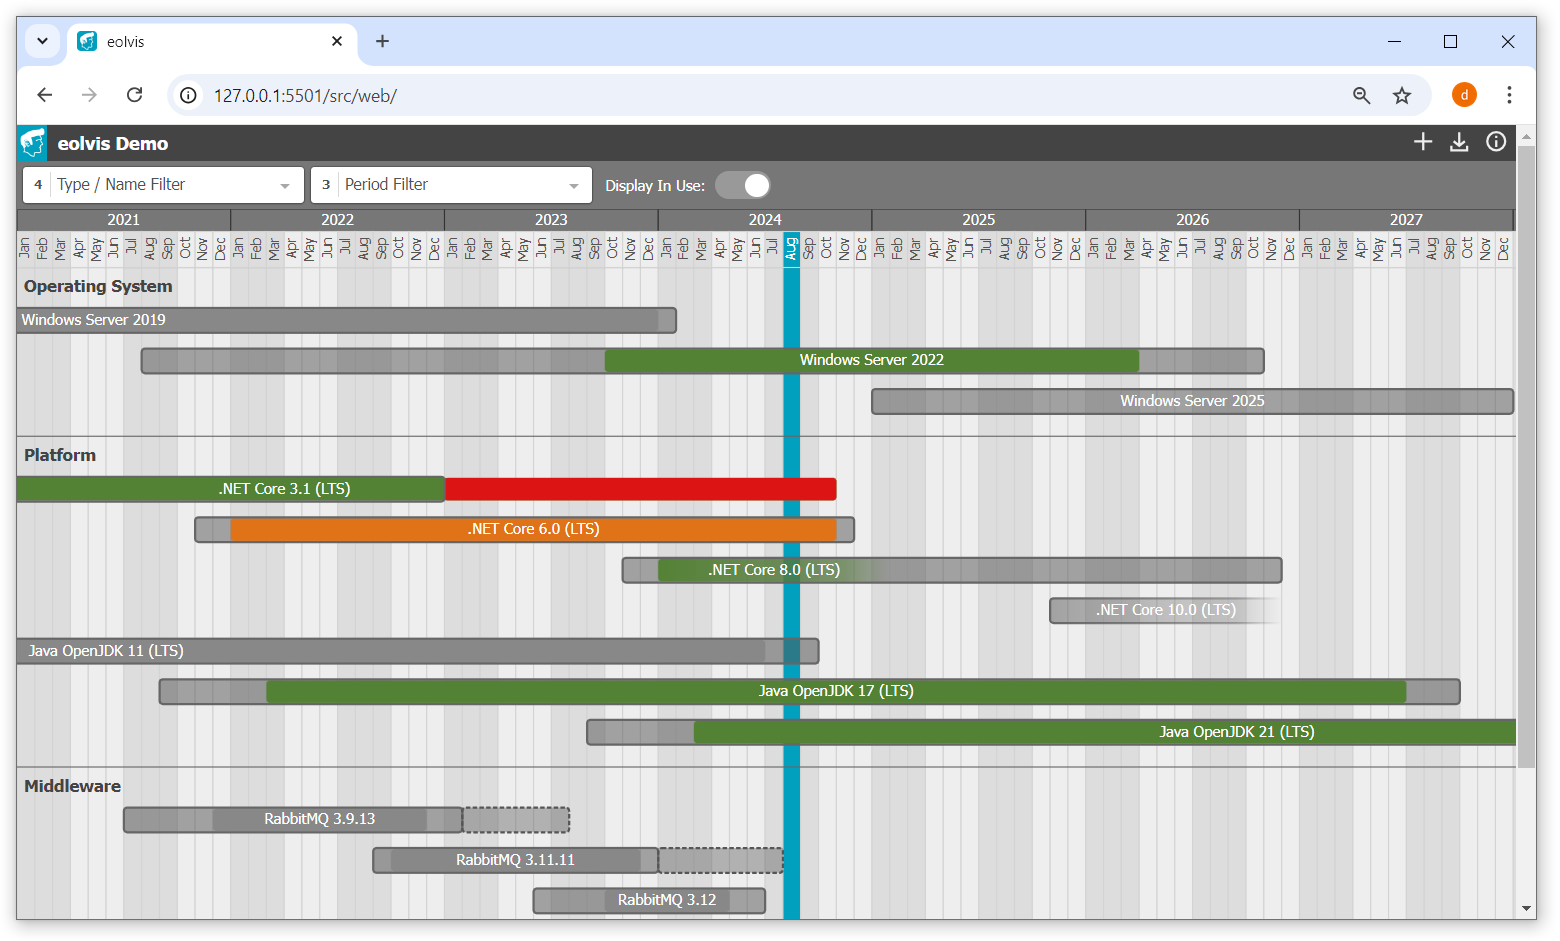 eolvis
127.0.0.1:5501/src/web/
d
eolvis Demo
4 Type / Name Filter 3 Period Filter Display In Use:
2021 2022 2023 2024 2025 2026 2027
Jan Feb Mar Apr May Jun Jul Aug Sep Oct Nov Dec Jan Feb Mar Apr May Jun Jul Aug Sep Oct Nov Dec Jan Feb Mar Apr May Jun Jul Aug Sep Oct Nov Dec Jan Feb Mar Apr May Jun Jul Aug Sep Oct Nov Dec Jan Feb Mar Apr May Jun Jul Aug Sep Oct Nov Dec Jan Feb Mar Apr May Jun Jul Aug Sep Oct Nov Dec Jan Feb Mar Apr May Jun Jul Aug Sep Oct Nov Dec
Operating System
Windows Server 2019
Windows Server 2022
Windows Server 2025
Platform
.NET Core 3.1 (LTS)
.NET Core 6.0 (LTS)
.NET Core 8.0 (LTS)
.NET Core 10.0 (LTS)
Java OpenJDK 11 (LTS)
Java OpenJDK 17 (LTS)
Java OpenJDK 21 (LTS)
Middleware
RabbitMQ 3.9.13
RabbitMQ 3.11.11
RabbitMQ 3.12